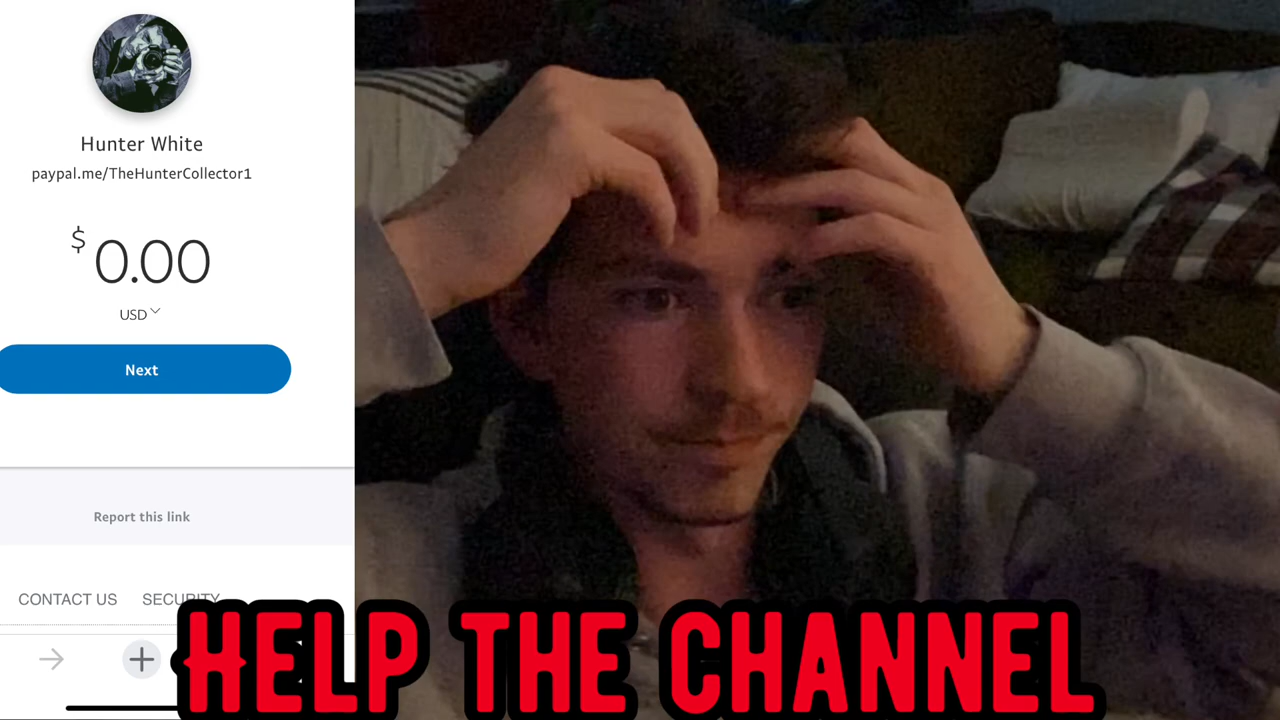 Hunter White
paypal.me/TheHunterCollector1
$ 0.00
USD
Next
Report this link
CONTACT US SECURITY
HELP THE CHANNEL